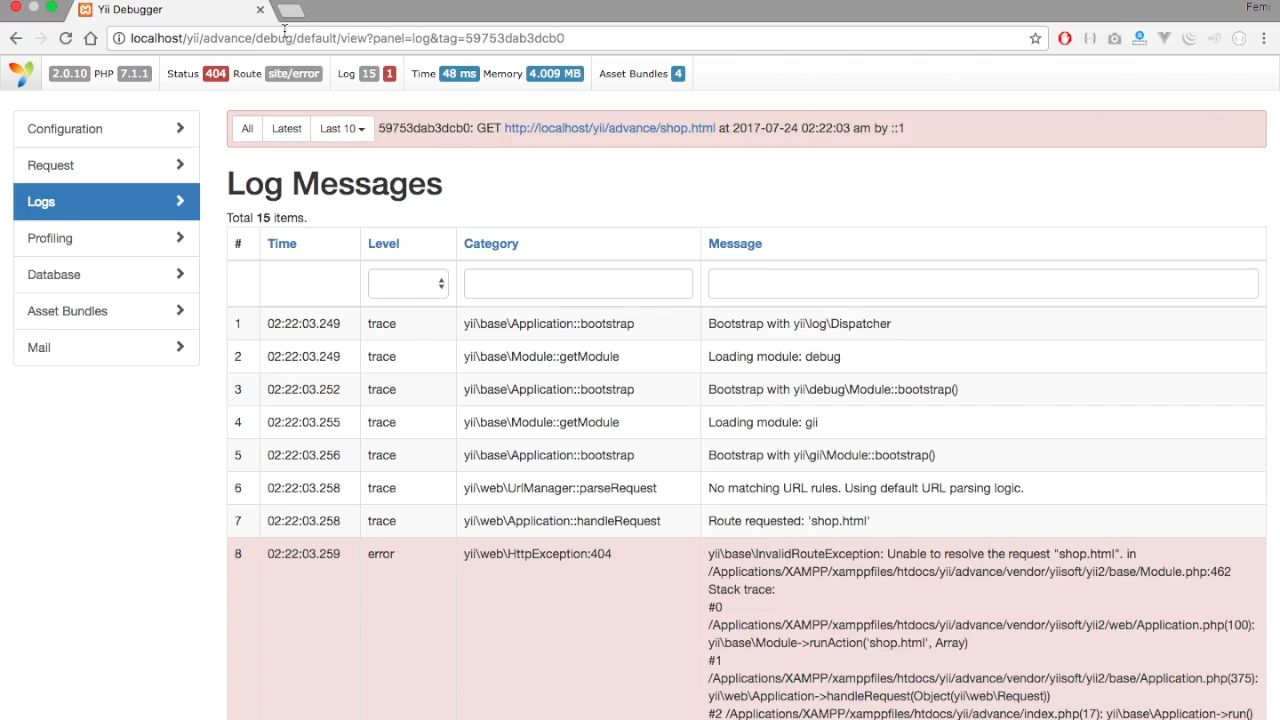 Yii Debugger
Femi
localhost/yii/advance/debug/default/view?panel=log&tag=59753dab3dcb0
2.0.10 PHP 7.1.1 Status 404 Route site/error Log 15 1 Time 48 ms Memory 4.009 MB Asset Bundles 4
Configuration
Request
Logs
Profiling
Database
Asset Bundles
Mail
All Latest Last 10 59753dab3dcb0: GET http://localhost/yii/advance/shop.html at 2017-07-24 02:22:03 am by ::1
Log Messages
Total 15 items.
# Time Level Category Message
1 02:22:03.249 trace yii\base\Application::bootstrap Bootstrap with yii\log\Dispatcher
2 02:22:03.249 trace yii\base\Module::getModule Loading module: debug
3 02:22:03.252 trace yii\base\Application::bootstrap Bootstrap with yii\debug\Module::bootstrap()
4 02:22:03.255 trace yii\base\Module::getModule Loading module: gii
5 02:22:03.256 trace yii\base\Application::bootstrap Bootstrap with yii\gii\Module::bootstrap()
6 02:22:03.258 trace yii\web\UrlManager::parseRequest No matching URL rules. Using default URL parsing logic.
7 02:22:03.258 trace yii\web\Application::handleRequest Route requested: 'shop.html'
8 02:22:03.259 error yii\web\HttpException:404 yii\base\InvalidRouteException: Unable to resolve the request "shop.html". in
/Applications/XAMPP/xamppfiles/htdocs/yii/advance/vendor/yiisoft/yii2/base/Module.php:462
Stack trace:
#0
/Applications/XAMPP/xamppfiles/htdocs/yii/advance/vendor/yiisoft/yii2/web/Application.php(100):
yii\base\Module->runAction('shop.html', Array)
#1
/Applications/XAMPP/xamppfiles/htdocs/yii/advance/vendor/yiisoft/yii2/base/Application.php(375):
yii\web\Application->handleRequest(Object(yii\web\Request))
#2 /Applications/XAMPP/xamppfiles/htdocs/yii/advance/index.php(17): yii\base\Application->run()